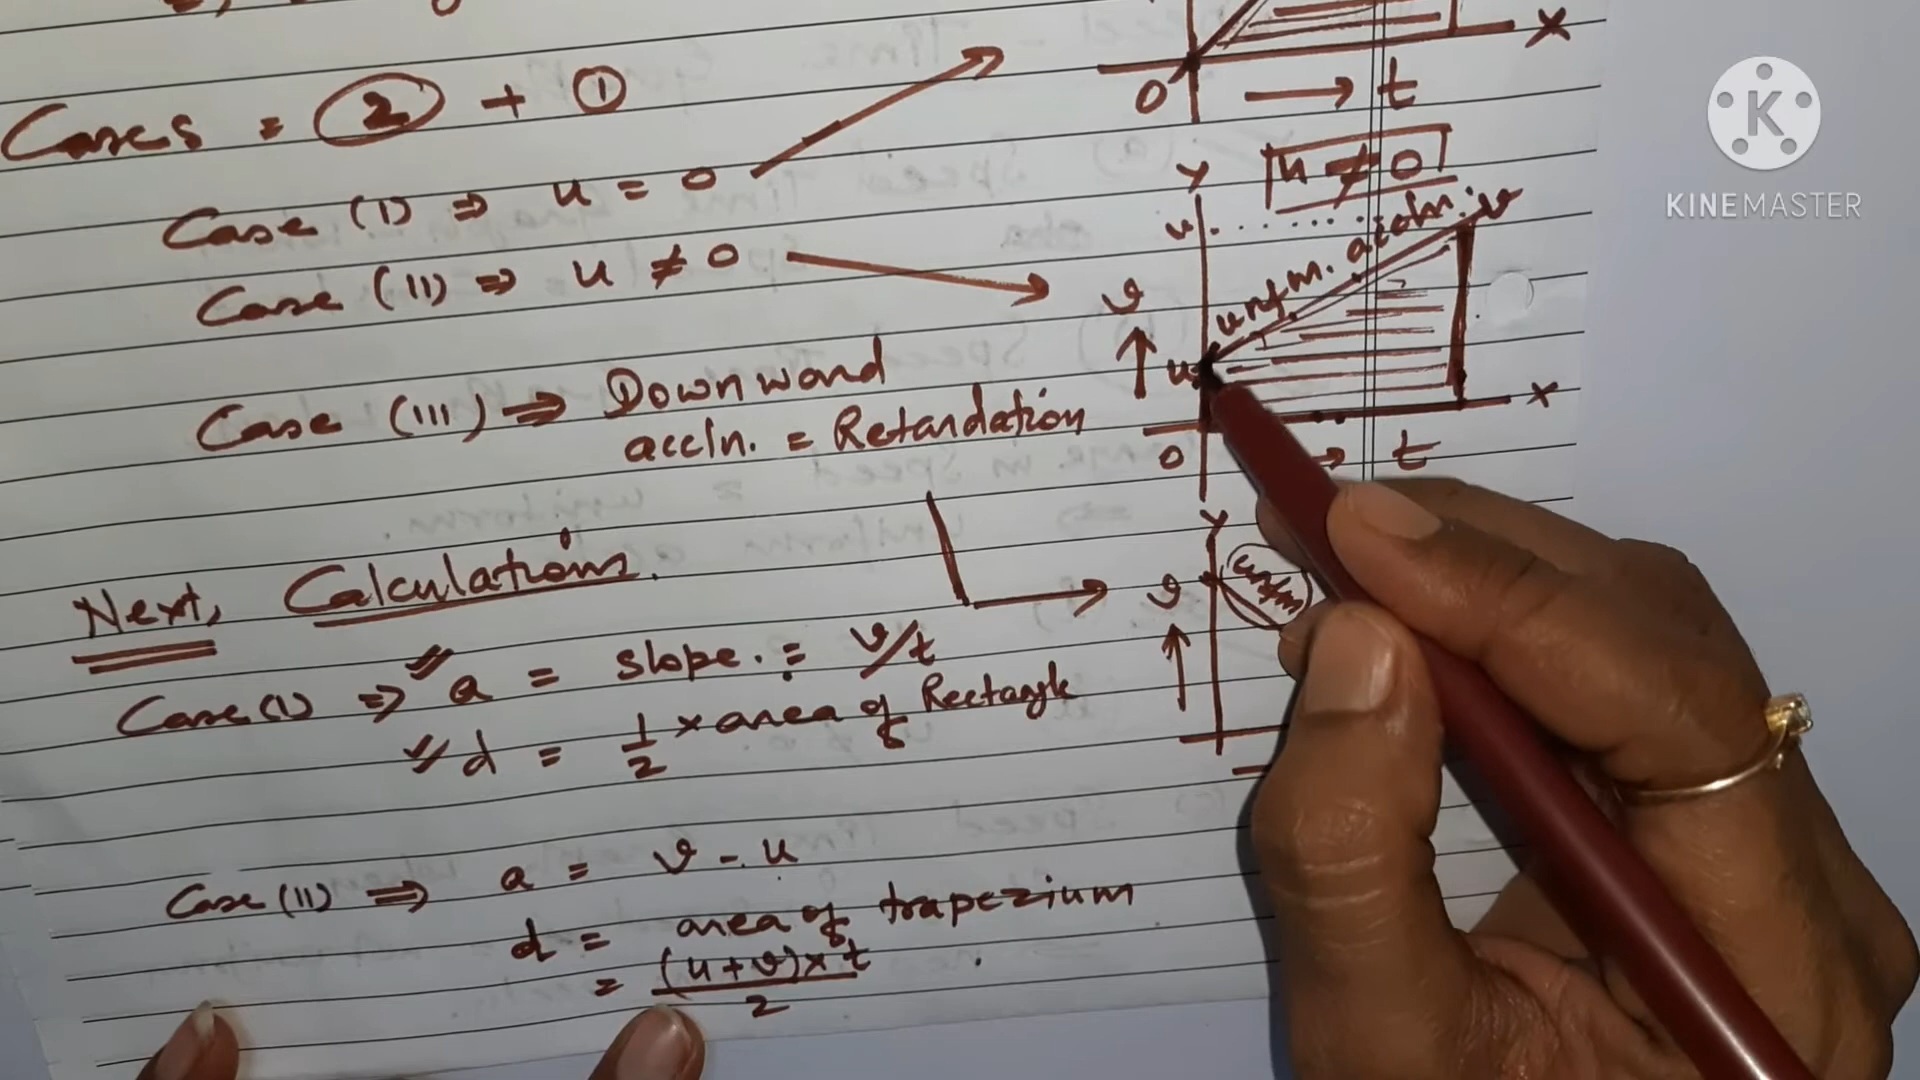 Cases = ② + ①
Case (I) ⇒ u = 0
Case (II) ⇒ u ≠ 0
Case (III) ⇒ Downward
accln. = Retardation
Next, Calculations.
Case (I) ⇒ a = slope. = v/t
d = 1/2 × area of Rectangle
Case (II) ⇒ a = v - u
d = area of trapezium
= (u + v) × t
2
X
0 → t
u ≠ 0
Y
v
v
unfm. accln.
v
u
X
0 → t
Y
unfm
v
K
KINEMASTER